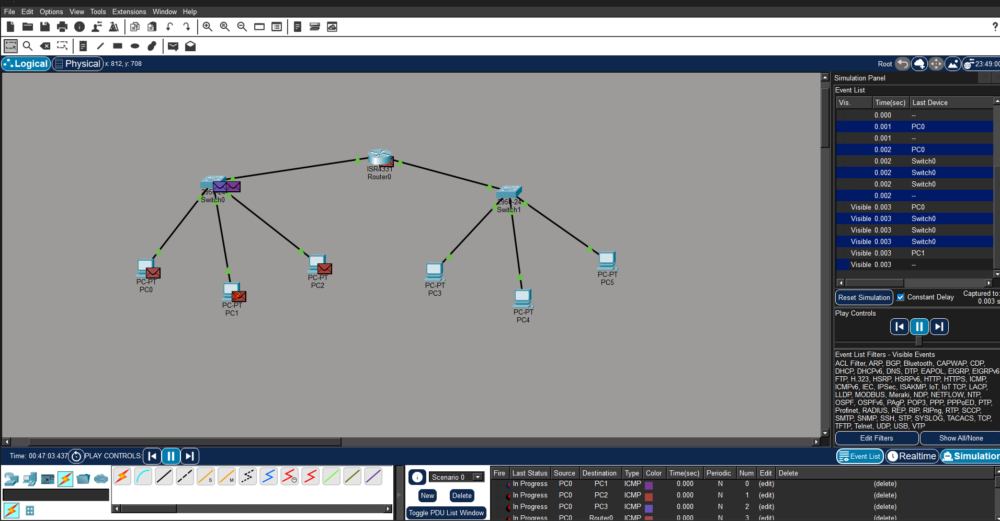 File Edit Options View Tools Extensions Window Help
?
Logical Physical x: 812, y: 708 Root 23:49:00
Simulation Panel
Event List
Vis. Time(sec) Last Device
0.000 --
0.001 PC0
0.001 --
0.002 PC0
0.002 Switch0
0.002 Switch0
0.002 Switch0
0.002 --
Visible 0.003 PC0
Visible 0.003 Switch0
Visible 0.003 Switch0
Visible 0.003 Switch0
Visible 0.003 PC1
Visible 0.003 --
Reset Simulation Constant Delay Captured to:
0.003 s
Play Controls
Event List Filters - Visible Events
ACL Filter, ARP, BGP, Bluetooth, CAPWAP, CDP,
DHCP, DHCPv6, DNS, DTP, EAPOL, EIGRP, EIGRPv6
FTP, H.323, HSRP, HSRPv6, HTTP, HTTPS, ICMP,
ICMPv6, IEC, IPSec, ISAKMP, IoT, IoT TCP, LACP,
LLDP, MODBUS, Meraki, NDP, NETFLOW, NTP,
OSPF, OSPFv6, PAgP, POP3, PPP, PPPoED, PTP,
Profinet, RADIUS, REP, RIP, RIPng, RTP, SCCP,
SMTP, SNMP, SSH, STP, SYSLOG, TACACS, TCP,
TFTP, Telnet, UDP, USB, VTP
Edit Filters Show All/None
Event List Realtime Simulation
ISR4331
Router0
2950-24
Switch0
2950-24
Switch1
PC-PT
PC0
PC-PT
PC1
PC-PT
PC2
PC-PT
PC3
PC-PT
PC4
PC-PT
PC5
Time: 00:47:03.437 PLAY CONTROLS:
S M
Scenario 0
New Delete
Toggle PDU List Window
Fire Last Status Source Destination Type Color Time(sec) Periodic Num Edit Delete
In Progress PC0 PC1 ICMP 0.000 N 0 (edit) (delete)
In Progress PC0 PC2 ICMP 0.000 N 1 (edit) (delete)
In Progress PC0 PC3 ICMP 0.000 N 2 (edit) (delete)
In Progress PC0 Router0 ICMP 0.000 N 3 (edit) (delete)